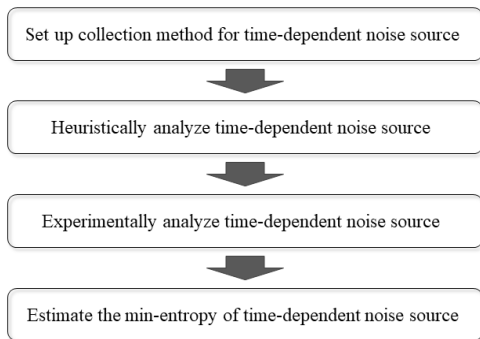 Set up collection method for time-dependent noise source
Heuristically analyze time-dependent noise source
Experimentally analyze time-dependent noise source
Estimate the min-entropy of time-dependent noise source